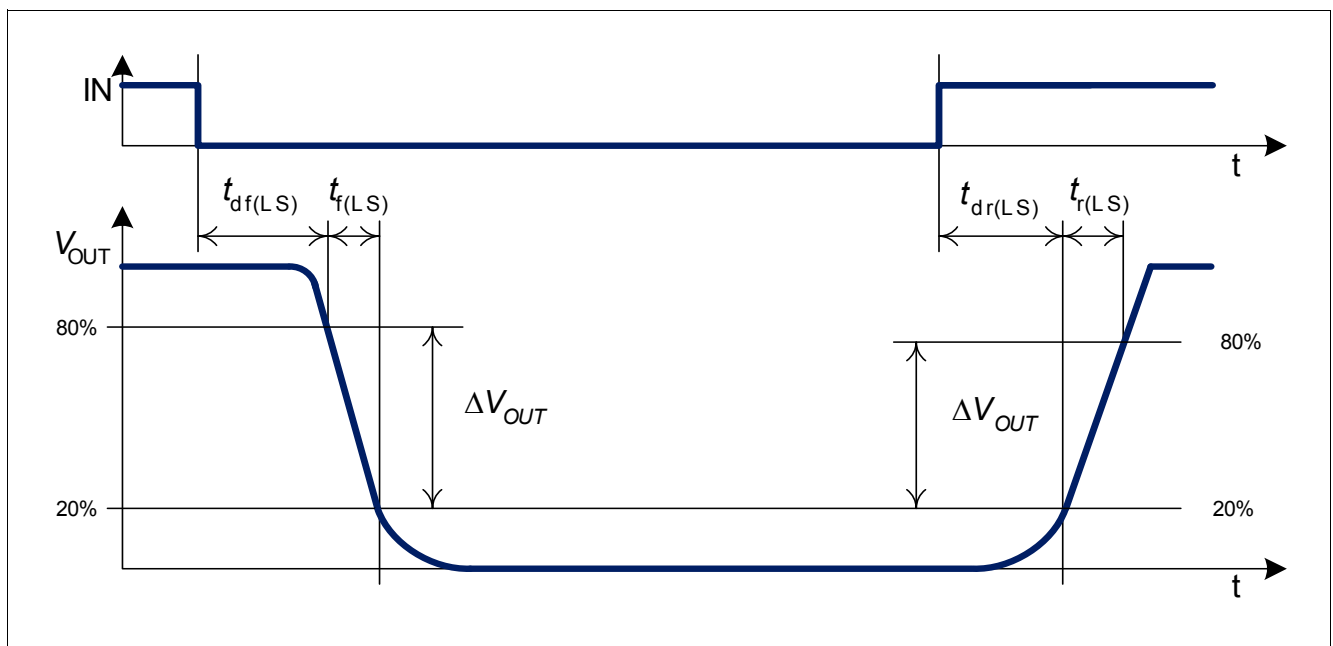 IN
t
tdf(LS) tf(LS) tdr(LS) tr(LS)
VOUT
80% 80%
ΔVOUT ΔVOUT
20% 20%
t